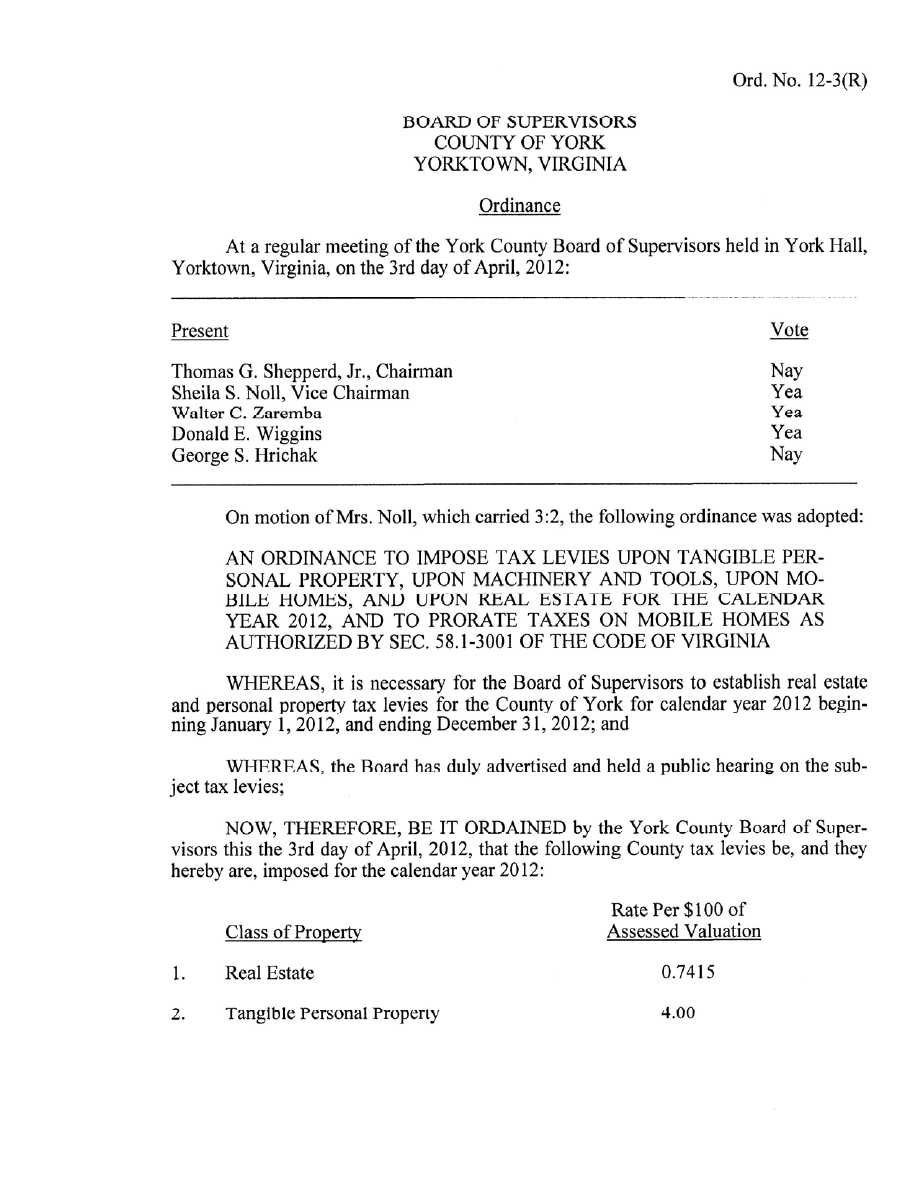 Ord. No. 12-3(R)
BOARD OF SUPERVISORS
COUNTY OF YORK
YORKTOWN, VIRGINIA
Ordinance
At a regular meeting of the York County Board of Supervisors held in York Hall,
Yorktown, Virginia, on the 3rd day of April, 2012:
Present Vote
Thomas G. Shepperd, Jr., Chairman Nay
Sheila S. Noll, Vice Chairman Yea
Walter C. Zaremba Yea
Donald E. Wiggins Yea
George S. Hrichak Nay
On motion of Mrs. Noll, which carried 3:2, the following ordinance was adopted:
AN ORDINANCE TO IMPOSE TAX LEVIES UPON TANGIBLE PER-
SONAL PROPERTY, UPON MACHINERY AND TOOLS, UPON MO-
BILE HOMES, AND UPON REAL ESTATE FOR THE CALENDAR
YEAR 2012, AND TO PRORATE TAXES ON MOBILE HOMES AS
AUTHORIZED BY SEC. 58.1-3001 OF THE CODE OF VIRGINIA
WHEREAS, it is necessary for the Board of Supervisors to establish real estate
and personal property tax levies for the County of York for calendar year 2012 begin-
ning January 1, 2012, and ending December 31, 2012; and
WHEREAS, the Board has duly advertised and held a public hearing on the sub-
ject tax levies;
NOW, THEREFORE, BE IT ORDAINED by the York County Board of Super-
visors this the 3rd day of April, 2012, that the following County tax levies be, and they
hereby are, imposed for the calendar year 2012:
Rate Per $100 of
Class of Property Assessed Valuation
1. Real Estate 0.7415
2. Tangible Personal Property 4.00